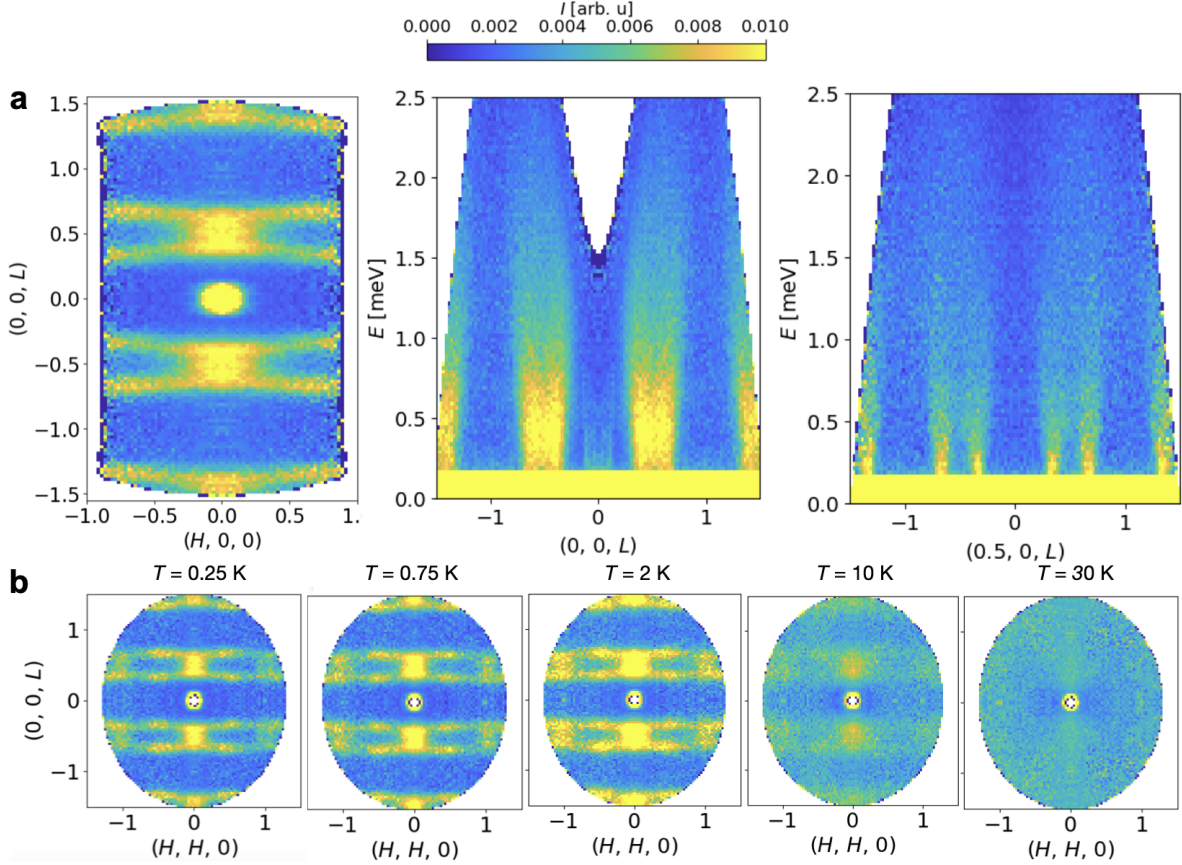 I [arb. u]
0.000 0.002 0.004 0.006 0.008 0.010
a
1.5
1.0
0.5
0.0
−0.5
−1.0
−1.5
(0, 0, L)
−1.0 −0.5 0.0 0.5 1.
(H, 0, 0)
2.5
2.0
1.5
1.0
0.5
0.0
E [meV]
−1 0 1
(0, 0, L)
2.5
2.0
1.5
1.0
0.5
0.0
E [meV]
−1 0 1
(0.5, 0, L)
b
T = 0.25 K T = 0.75 K T = 2 K T = 10 K T = 30 K
1
0
−1
(0, 0, L)
−1 0 1 −1 0 1 −1 0 1 −1 0 1 −1 0 1
(H, H, 0) (H, H, 0) (H, H, 0) (H, H, 0) (H, H, 0)